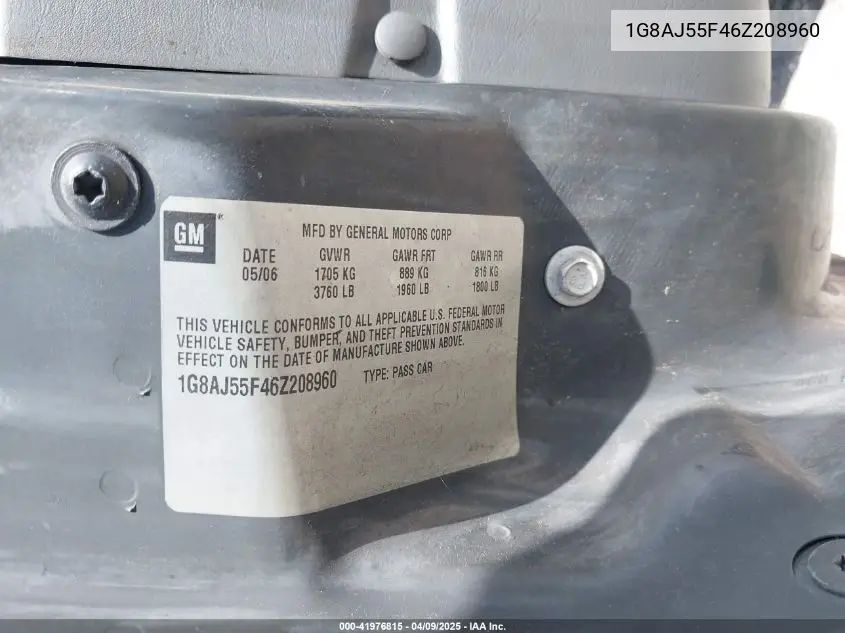 1G8AJ55F46Z208960
GM
MFD BY GENERAL MOTORS CORP
DATE GVWR GAWR FRT GAWR RR
05/06 1705 KG 889 KG 816 KG
3760 LB 1960 LB 1800 LB
THIS VEHICLE CONFORMS TO ALL APPLICABLE U.S. FEDERAL MOTOR
VEHICLE SAFETY, BUMPER, AND THEFT PREVENTION STANDARDS IN
EFFECT ON THE DATE OF MANUFACTURE SHOWN ABOVE.
1G8AJ55F46Z208960 TYPE: PASS CAR
000-41976815 - 04/09/2025 - IAA Inc.